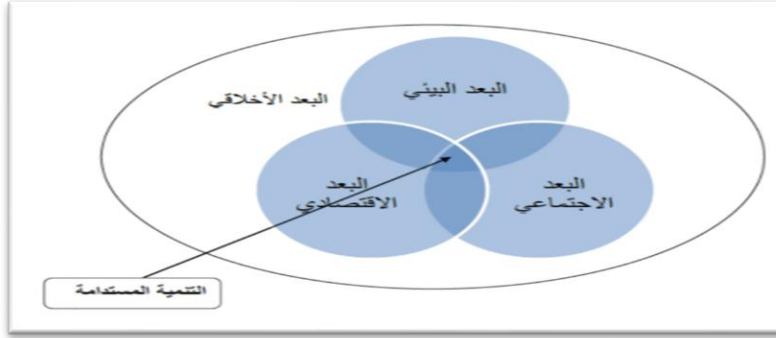 البعد البيئي
البعد الأخلاقي
البعد
الاجتماعي
البعد
الاقتصادي
التنمية المستدامة